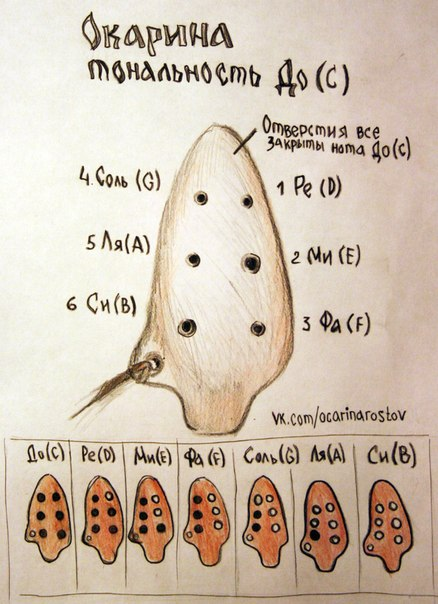 Окарина
тональность До(C)
Отверстия все
закрыты нота До(C)
4. Соль (G)
1 Ре (D)
5 Ля(A)
2 Ми (E)
6 Си(B)
3 Фа (F)
vk.com/ocarinarostov
До(C) Ре(D) Ми(E) Фа (F) Соль(G) Ля(A) Си(B)